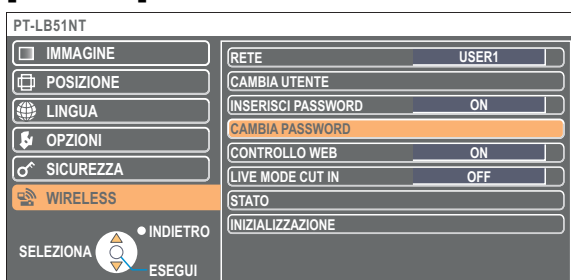 PT-LB51NT
IMMAGINE
POSIZIONE
LINGUA
OPZIONI
SICUREZZA
WIRELESS
INDIETRO
SELEZIONA
ESEGUI
RETE USER1
CAMBIA UTENTE
INSERISCI PASSWORD ON
CAMBIA PASSWORD
CONTROLLO WEB ON
LIVE MODE CUT IN OFF
STATO
INIZIALIZZAZIONE